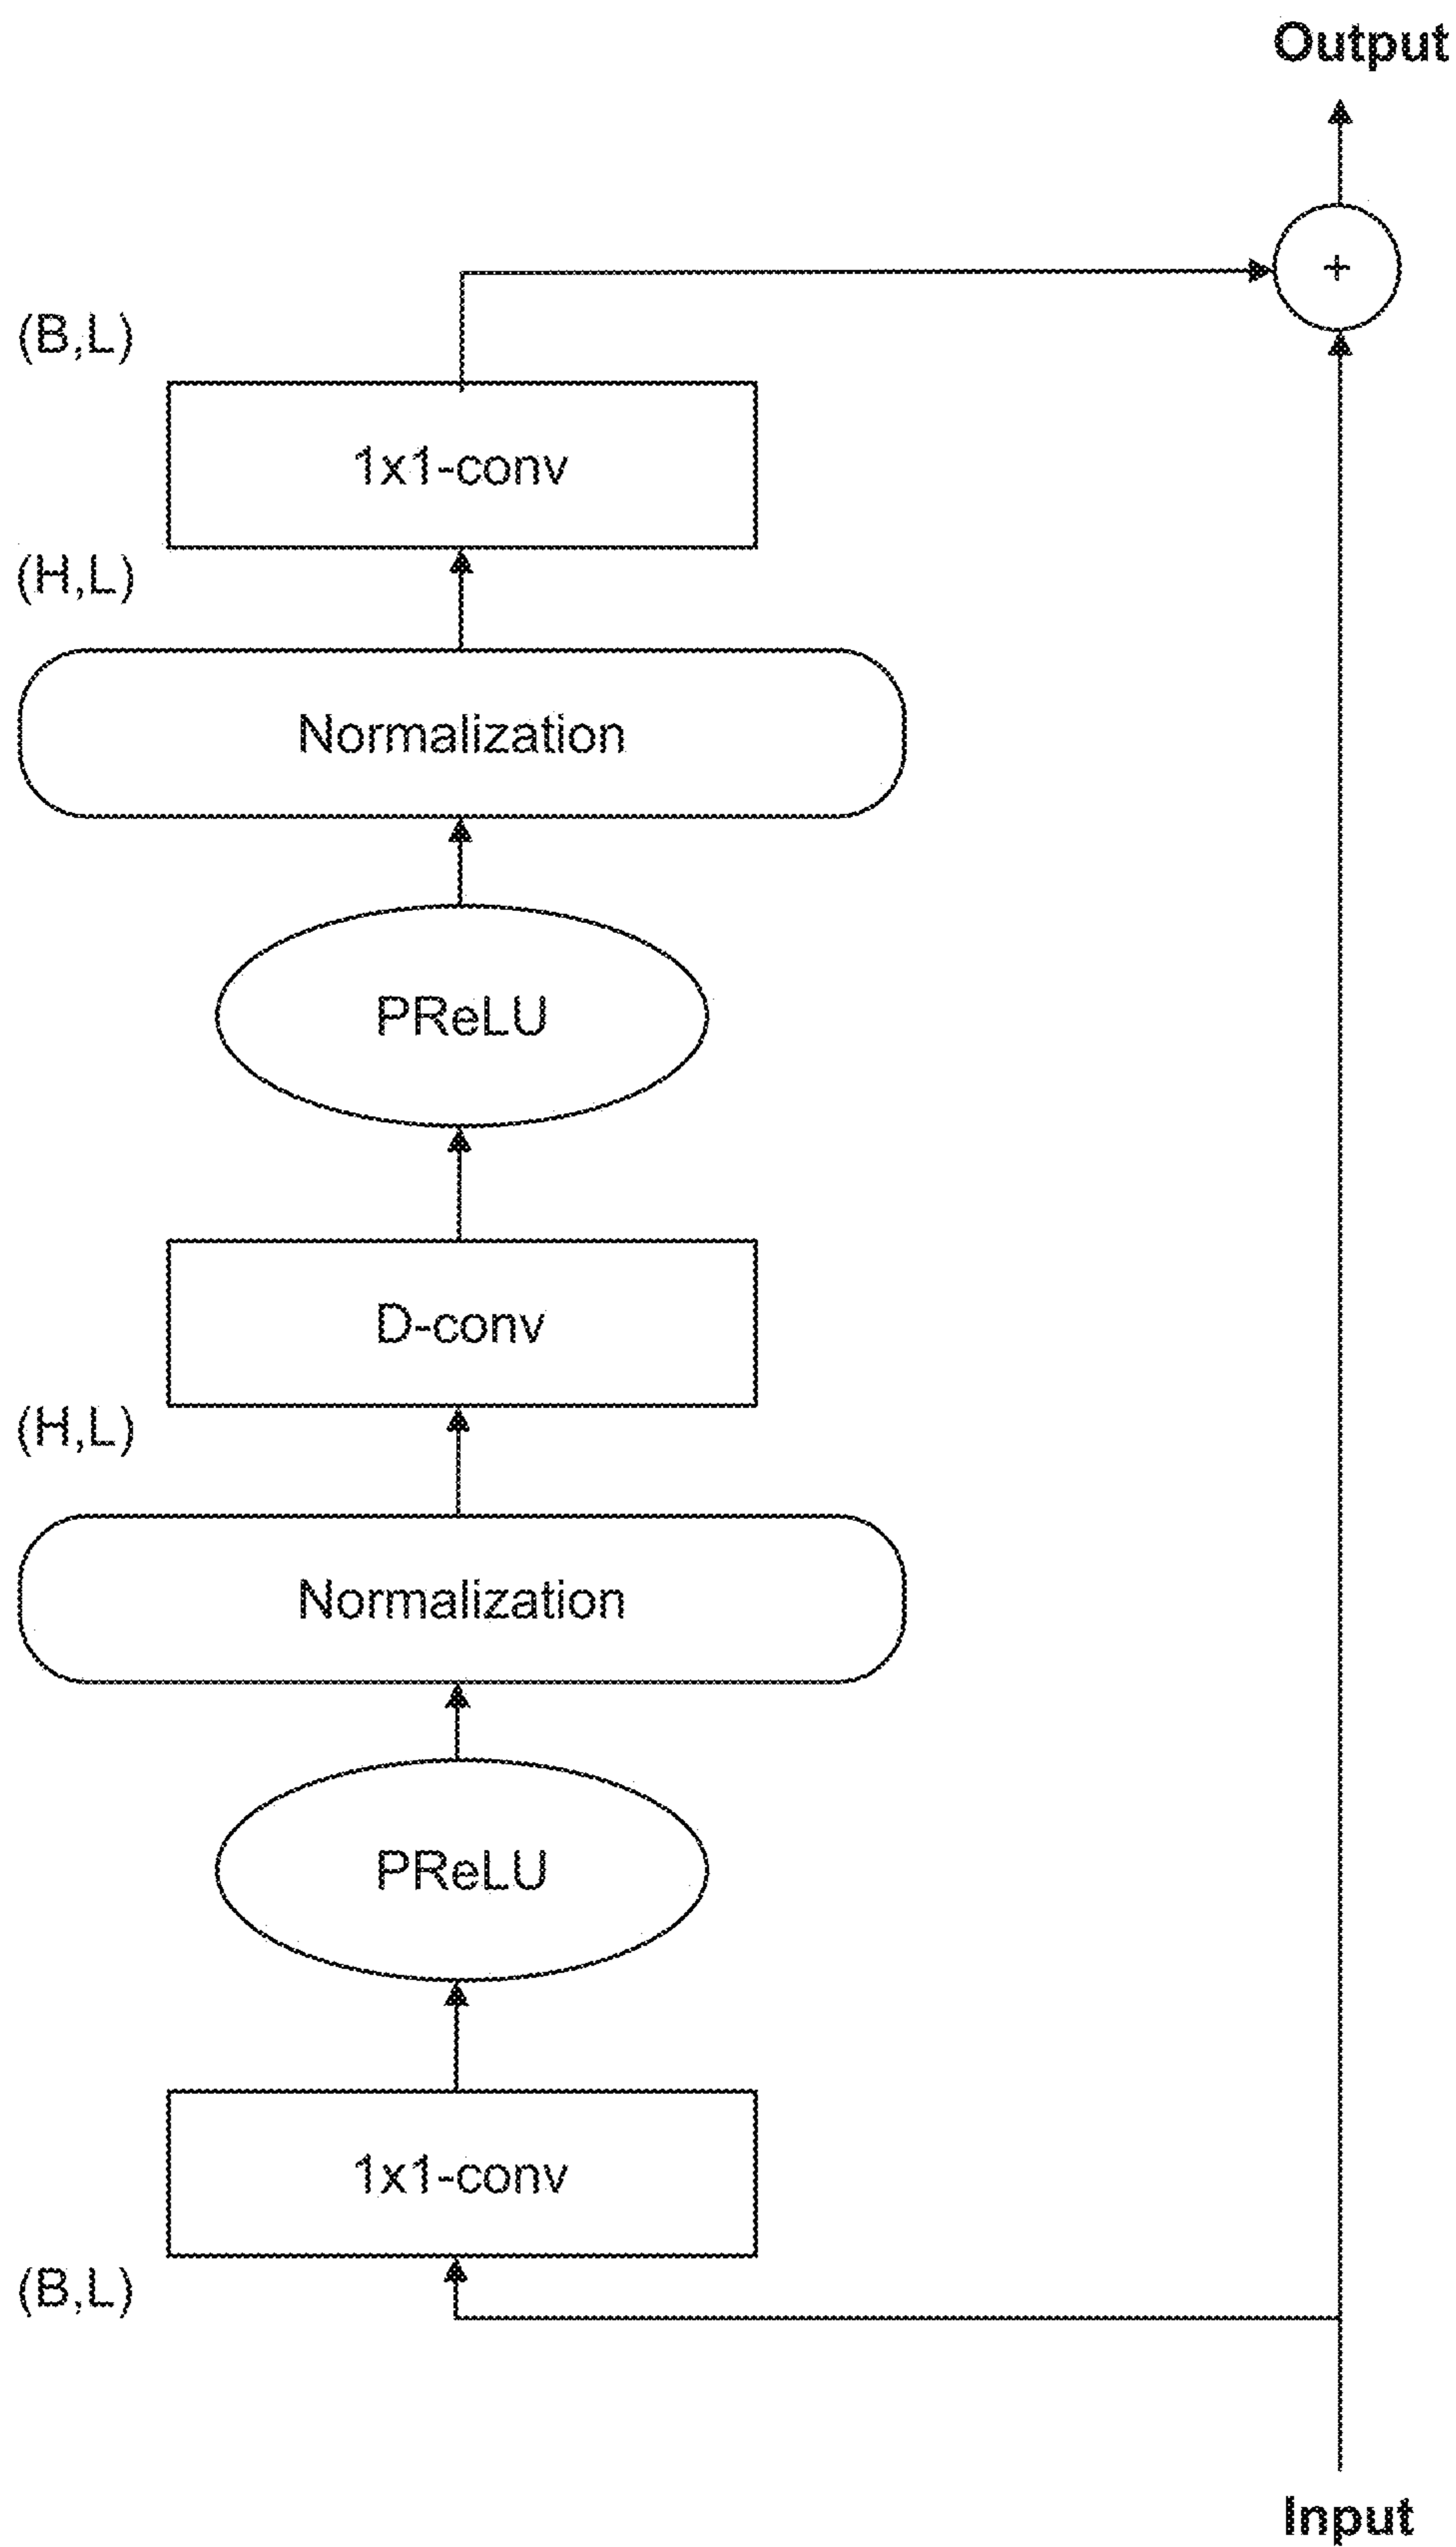 Output
+
(B,L)
1x1-conv
(H,L)
Normalization
PReLU
D-conv
(H,L)
Normalization
PReLU
1x1-conv
(B,L)
Input